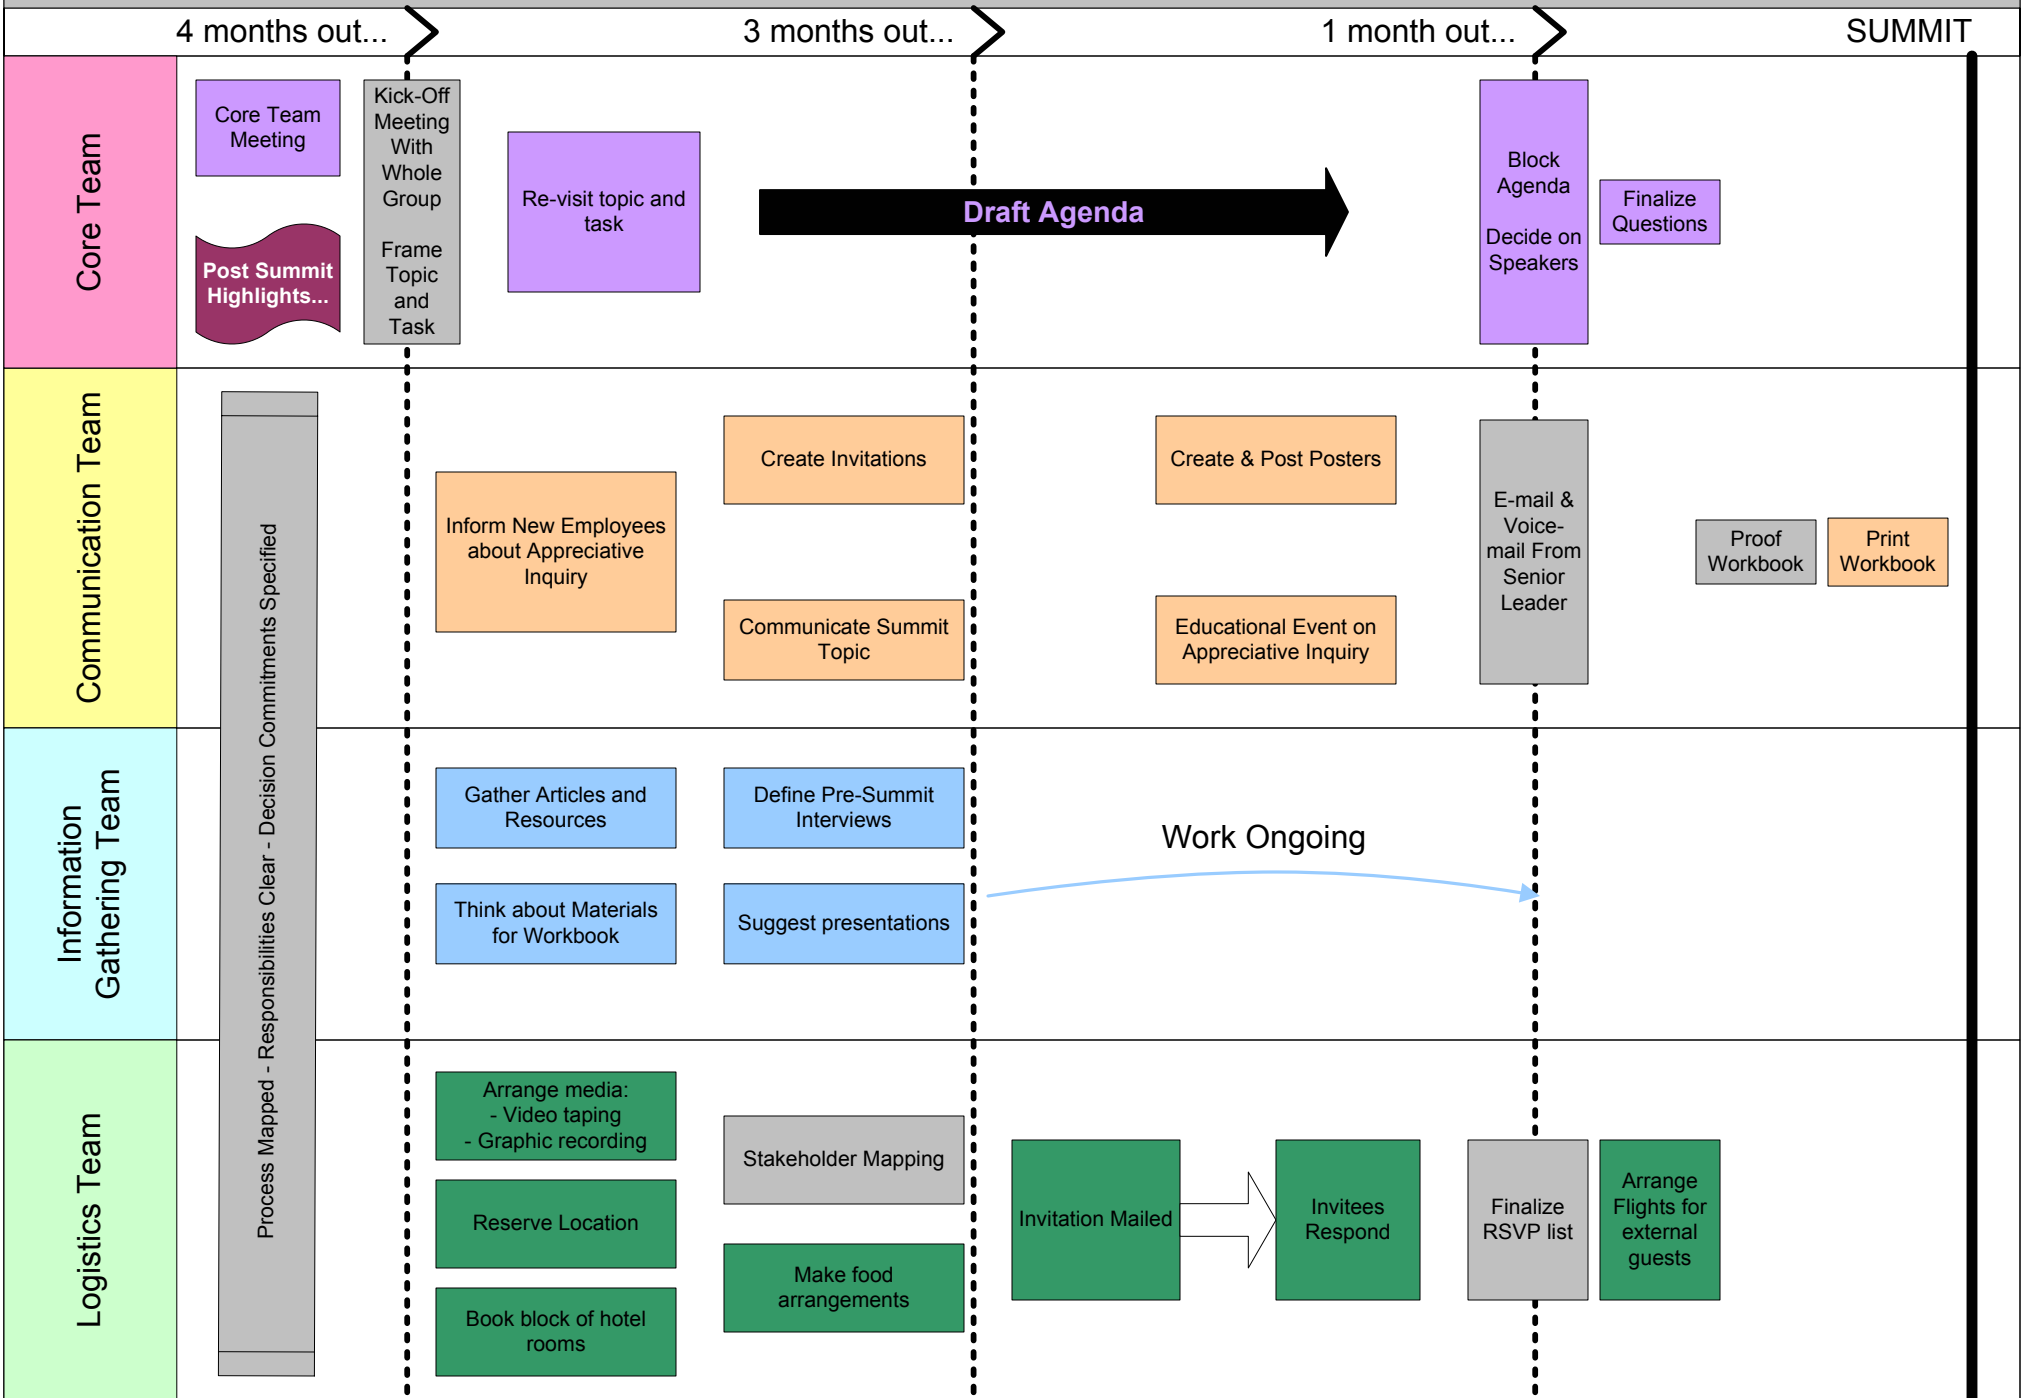 4 months out...
3 months out...
1 month out...
SUMMIT
Core Team
Core Team
Meeting
Post Summit
Highlights...
Kick-Off
Meeting
With
Whole
Group
Frame
Topic
and
Task
Re-visit topic and
task
Draft Agenda
Block
Agenda
Decide on
Speakers
Finalize
Questions
Communication Team
Process Mapped - Responsibilities Clear - Decision Commitments Specified
Inform New Employees
about Appreciative
Inquiry
Create Invitations
Communicate Summit
Topic
Create & Post Posters
Educational Event on
Appreciative Inquiry
E-mail &
Voice-
mail From
Senior
Leader
Proof
Workbook
Print
Workbook
Information
Gathering Team
Gather Articles and
Resources
Think about Materials
for Workbook
Define Pre-Summit
Interviews
Suggest presentations
Work Ongoing
Logistics Team
Arrange media:
- Video taping
- Graphic recording
Reserve Location
Book block of hotel
rooms
Stakeholder Mapping
Make food
arrangements
Invitation Mailed
Invitees
Respond
Finalize
RSVP list
Arrange
Flights for
external
guests